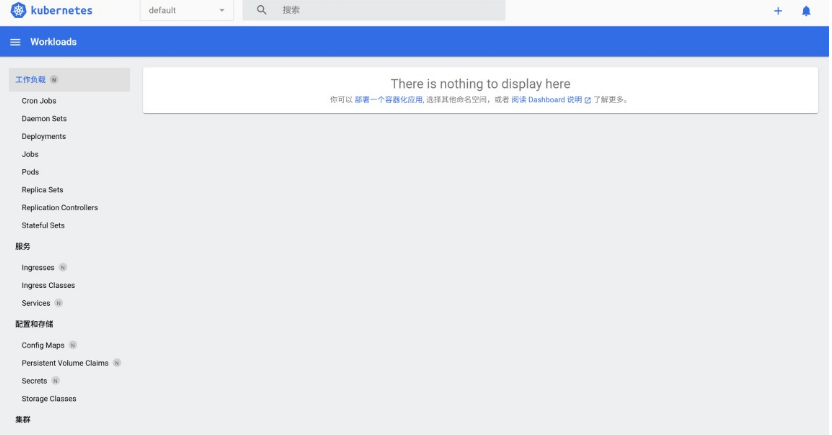 kubernetes
default
搜索
Workloads
工作负载 N
Cron Jobs
Daemon Sets
Deployments
Jobs
Pods
Replica Sets
Replication Controllers
Stateful Sets
服务
Ingresses N
Ingress Classes
Services N
配置和存储
Config Maps N
Persistent Volume Claims N
Secrets N
Storage Classes
集群
There is nothing to display here
你可以 部署一个容器化应用, 选择其他命名空间，或者 阅读 Dashboard 说明 了解更多。